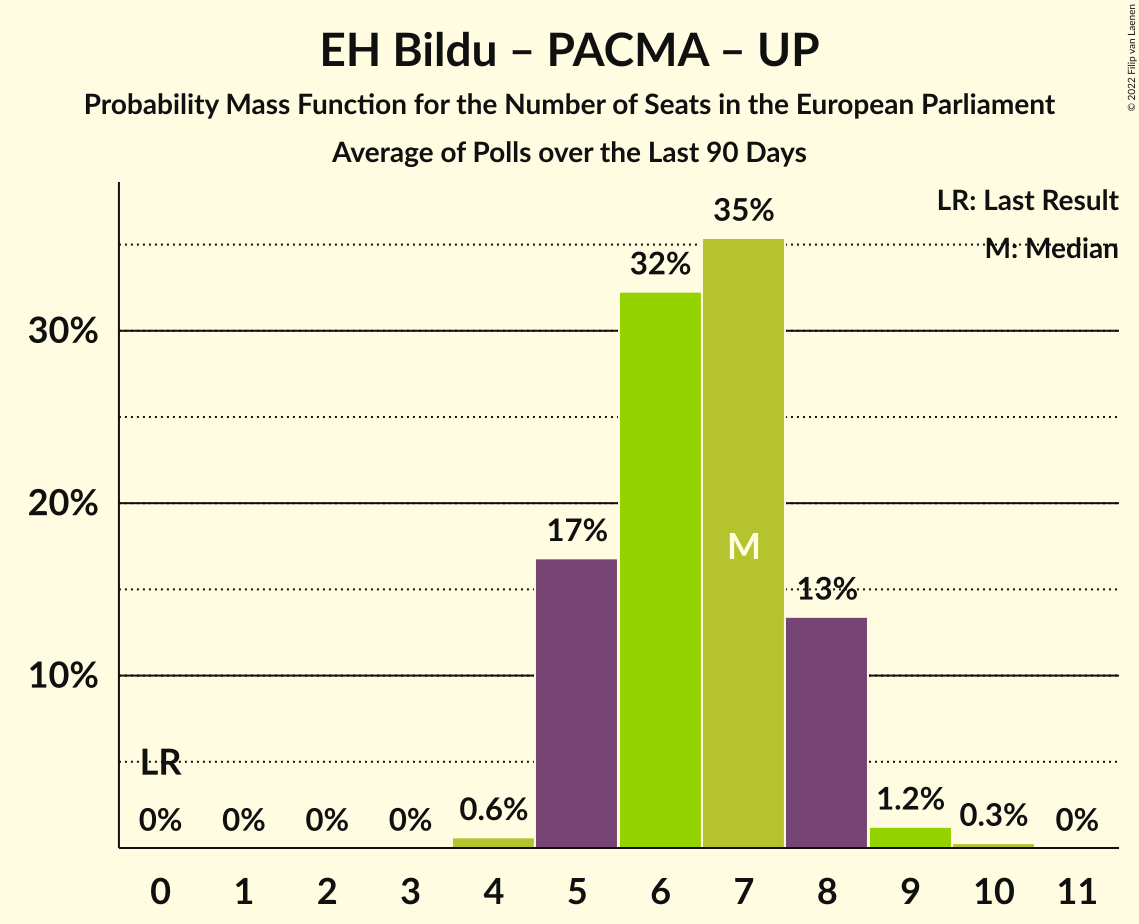 EH Bildu – PACMA – UP
Probability Mass Function for the Number of Seats in the European Parliament
Average of Polls over the Last 90 Days
© 2022 Filip van Laenen
LR: Last Result
M: Median
30%
20%
10%
LR
0%
0%
0%
0%
0.6%
17%
32%
35%
M
13%
1.2%
0.3%
0%
0 1 2 3 4 5 6 7 8 9 10 11